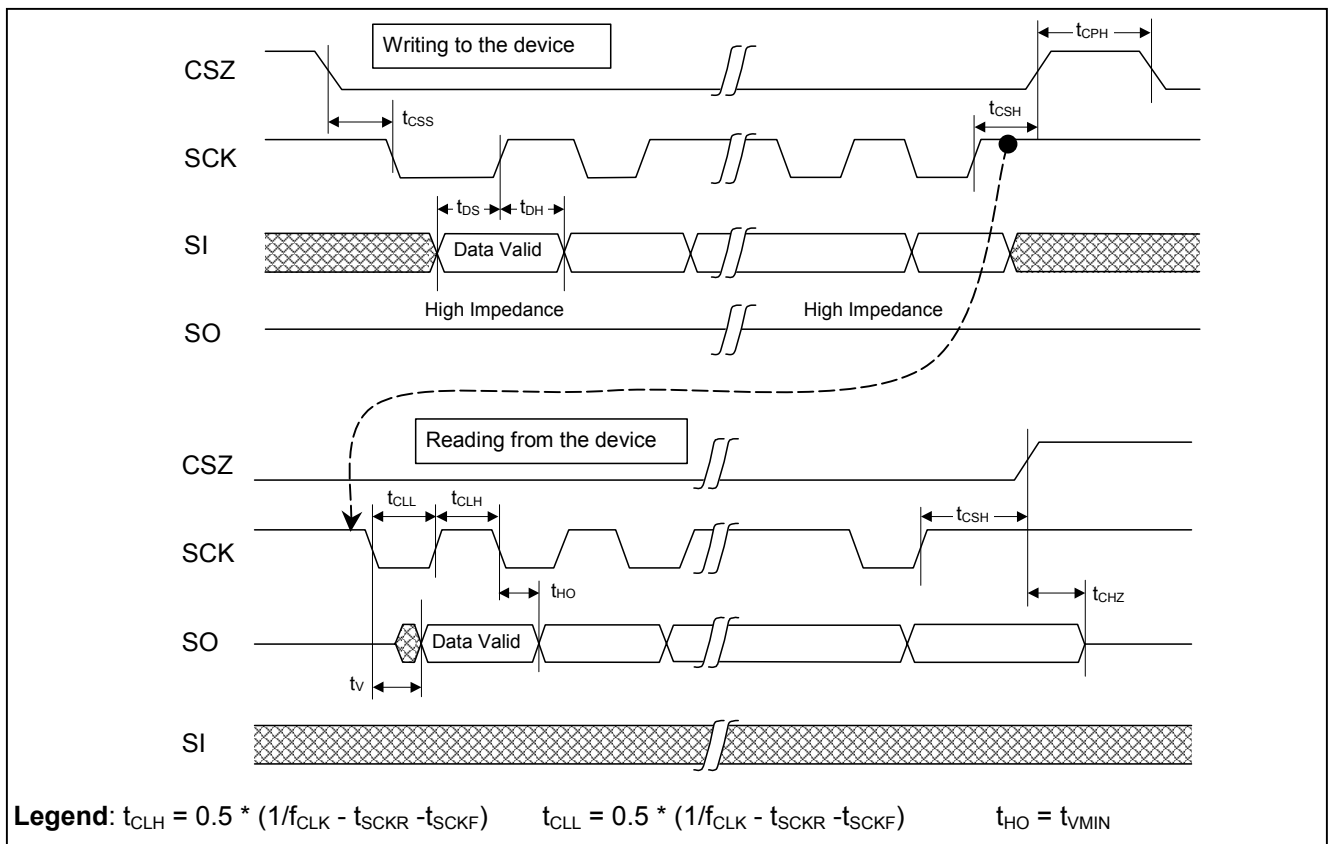 Writing to the device
tCPH
CSZ
tCSS
tCSH
SCK
tDS
tDH
SI
Data Valid
High Impedance
High Impedance
SO
Reading from the device
CSZ
tCLL
tCLH
tCSH
SCK
tHO
tCHZ
SO
Data Valid
tV
SI
Legend: tCLH = 0.5 * (1/fCLK - tSCKR -tSCKF) tCLL = 0.5 * (1/fCLK - tSCKR -tSCKF) tHO = tVMIN